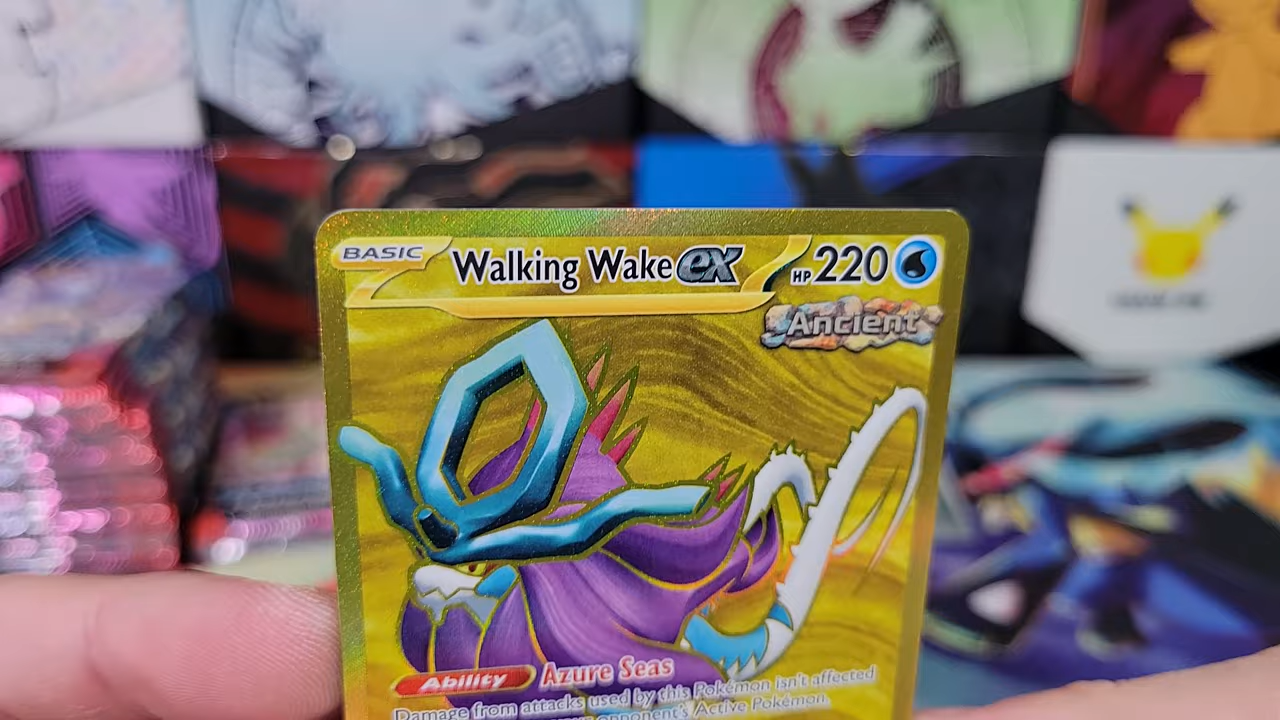 BASIC Walking Wake ex HP 220
Ancient
Ability Azure Seas
Damage from attacks used by this Pokémon isn't affected
opponent's Active Pokémon.